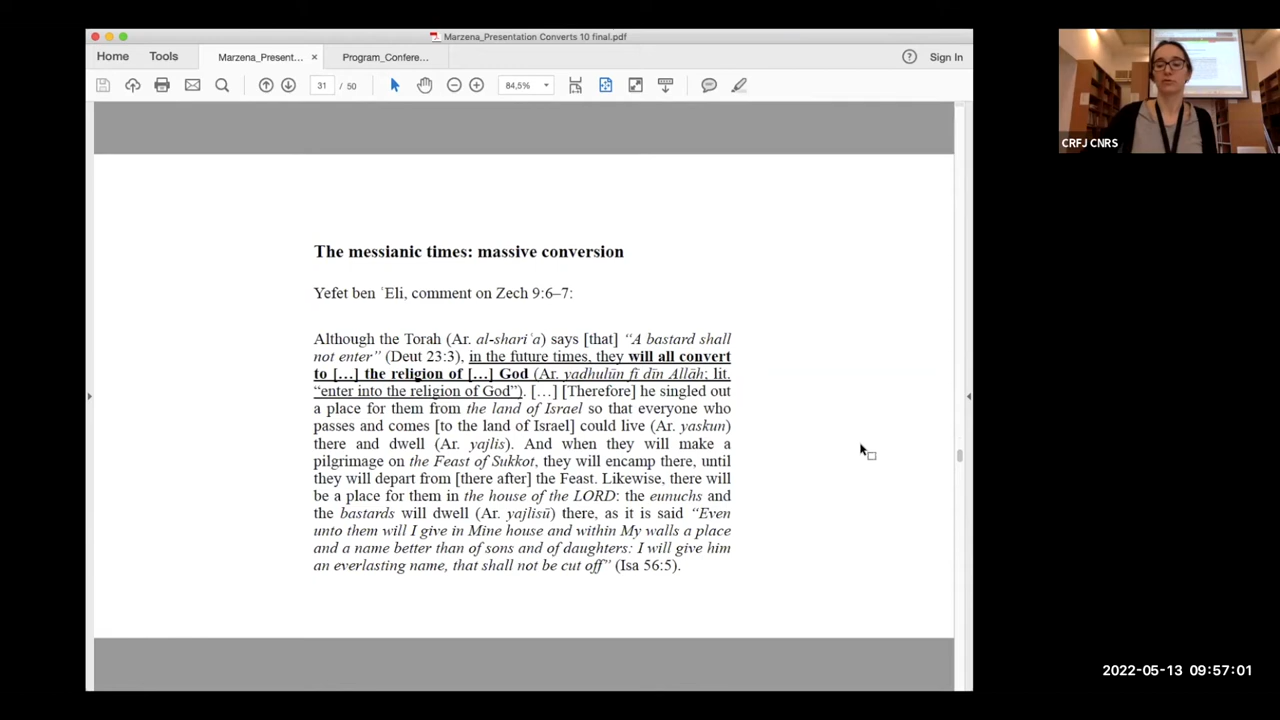 Marzena_Presentation Converts 10 final.pdf
Home Tools Marzena_Present... × Program_Confere... Sign In
31 / 50 84,5%
CRFJ CNRS
The messianic times: massive conversion
Yefet ben ʿEli, comment on Zech 9:6–7:
Although the Torah (Ar. al-shariʿa) says [that] “A bastard shall
not enter” (Deut 23:3), in the future times, they will all convert
to […] the religion of […] God (Ar. yadhulūn fī dīn Allāh; lit.
“enter into the religion of God”). […] [Therefore] he singled out
a place for them from the land of Israel so that everyone who
passes and comes [to the land of Israel] could live (Ar. yaskun)
there and dwell (Ar. yajlis). And when they will make a
pilgrimage on the Feast of Sukkot, they will encamp there, until
they will depart from [there after] the Feast. Likewise, there will
be a place for them in the house of the LORD: the eunuchs and
the bastards will dwell (Ar. yajlisū) there, as it is said “Even
unto them will I give in Mine house and within My walls a place
and a name better than of sons and of daughters: I will give him
an everlasting name, that shall not be cut off” (Isa 56:5).
2022-05-13 09:57:01